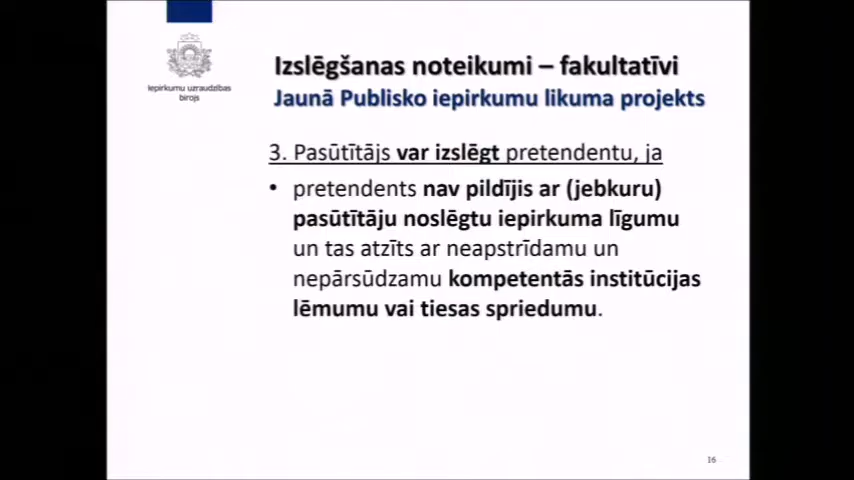 Iepirkumu uzraudzības
birojs
Izslēgšanas noteikumi – fakultatīvi
Jaunā Publisko iepirkumu likuma projekts
3. Pasūtītājs var izslēgt pretendentu, ja
• pretendents nav pildījis ar (jebkuru)
pasūtītāju noslēgtu iepirkuma līgumu
un tas atzīts ar neapstrīdamu un
nepārsūdzamu kompetentās institūcijas
lēmumu vai tiesas spriedumu.
16